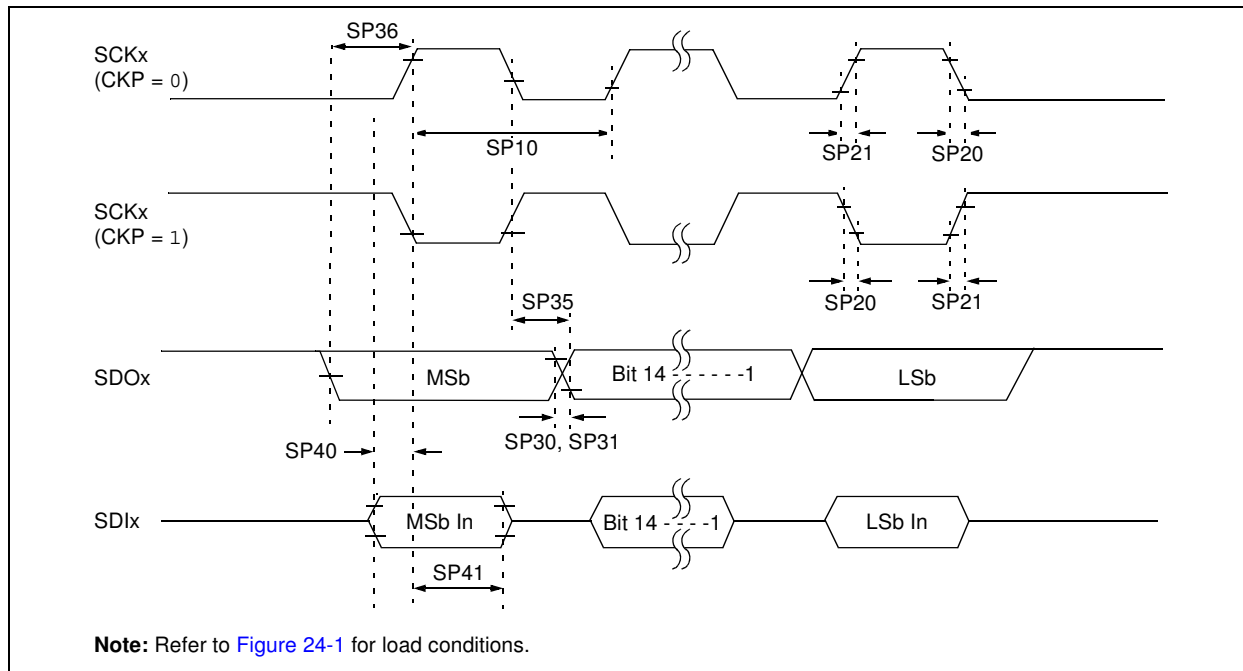 SP36
SCKx
(CKP = 0)
SP10
SP21
SP20
SCKx
(CKP = 1)
SP35
SP20
SP21
SDOx
MSb
Bit 14 - - - - - -1
LSb
SP30, SP31
SP40
SDIx
MSb In
Bit 14 - - - - -1
LSb In
SP41
Note: Refer to Figure 24-1 for load conditions.